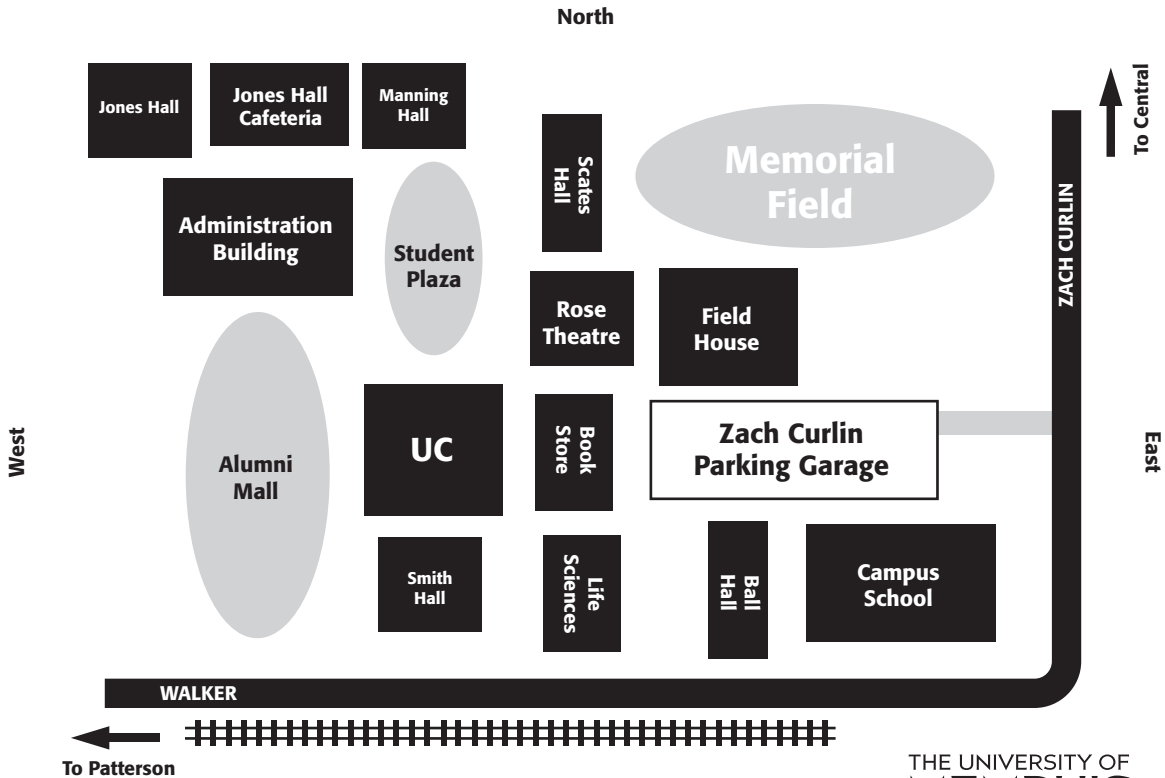 North
Jones Hall
Jones Hall
Cafeteria
Manning
Hall
Scates
Hall
Memorial
Field
To Central
ZACH CURLIN
Administration
Building
Student
Plaza
Rose
Theatre
Field
House
West
Alumni
Mall
UC
Book
Store
Zach Curlin
Parking Garage
East
Smith
Hall
Life
Sciences
Ball
Hall
Campus
School
WALKER
To Patterson
THE UNIVERSITY OF